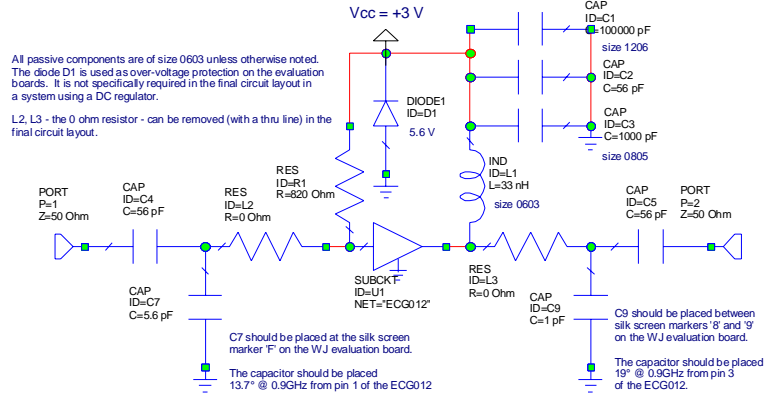 Vcc = +3 V
CAP
ID=C1
C=100000 pF
size 1206
All passive components are of size 0603 unless otherwise noted.
The diode D1 is used as over-voltage protection on the evaluation
boards. It is not specifically required in the final circuit layout in
a system using a DC regulator.
L2, L3 - the 0 ohm resistor - can be removed (with a thru line) in the
final circuit layout.
CAP
ID=C2
C=56 pF
DIODE1
ID=D1
5.6 V
CAP
ID=C3
C=1000 pF
size 0805
IND
ID=L1
L=33 nH
size 0603
RES
ID=R1
R=820 Ohm
PORT
P=1
Z=50 Ohm
CAP
ID=C4
C=56 pF
RES
ID=L2
R=0 Ohm
CAP
ID=C5
C=56 pF
PORT
P=2
Z=50 Ohm
SUBCKT
ID=U1
NET="ECG012"
RES
ID=L3
R=0 Ohm
CAP
ID=C7
C=5.6 pF
CAP
ID=C9
C=1 pF
C7 should be placed at the silk screen
marker 'F' on the WJ evaluation board.
The capacitor should be placed
13.7° @ 0.9GHz from pin 1 of the ECG012
C9 should be placed between
silk screen markers '8' and '9'
on the WJ evaluation board.
The capacitor should be placed
19° @ 0.9GHz from pin 3
of the ECG012.